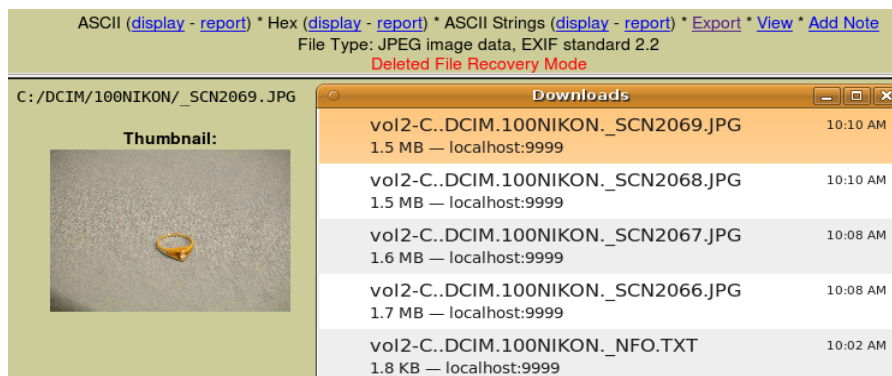 ASCII (display - report) * Hex (display - report) * ASCII Strings (display - report) * Export * View * Add Note
File Type: JPEG image data, EXIF standard 2.2
Deleted File Recovery Mode
C:/DCIM/100NIKON/_SCN2069.JPG
Thumbnail:
Downloads
vol2-C..DCIM.100NIKON._SCN2069.JPG 10:10 AM
1.5 MB — localhost:9999
vol2-C..DCIM.100NIKON._SCN2068.JPG 10:10 AM
1.5 MB — localhost:9999
vol2-C..DCIM.100NIKON._SCN2067.JPG 10:08 AM
1.6 MB — localhost:9999
vol2-C..DCIM.100NIKON._SCN2066.JPG 10:08 AM
1.7 MB — localhost:9999
vol2-C..DCIM.100NIKON._NFO.TXT 10:02 AM
1.8 KB — localhost:9999